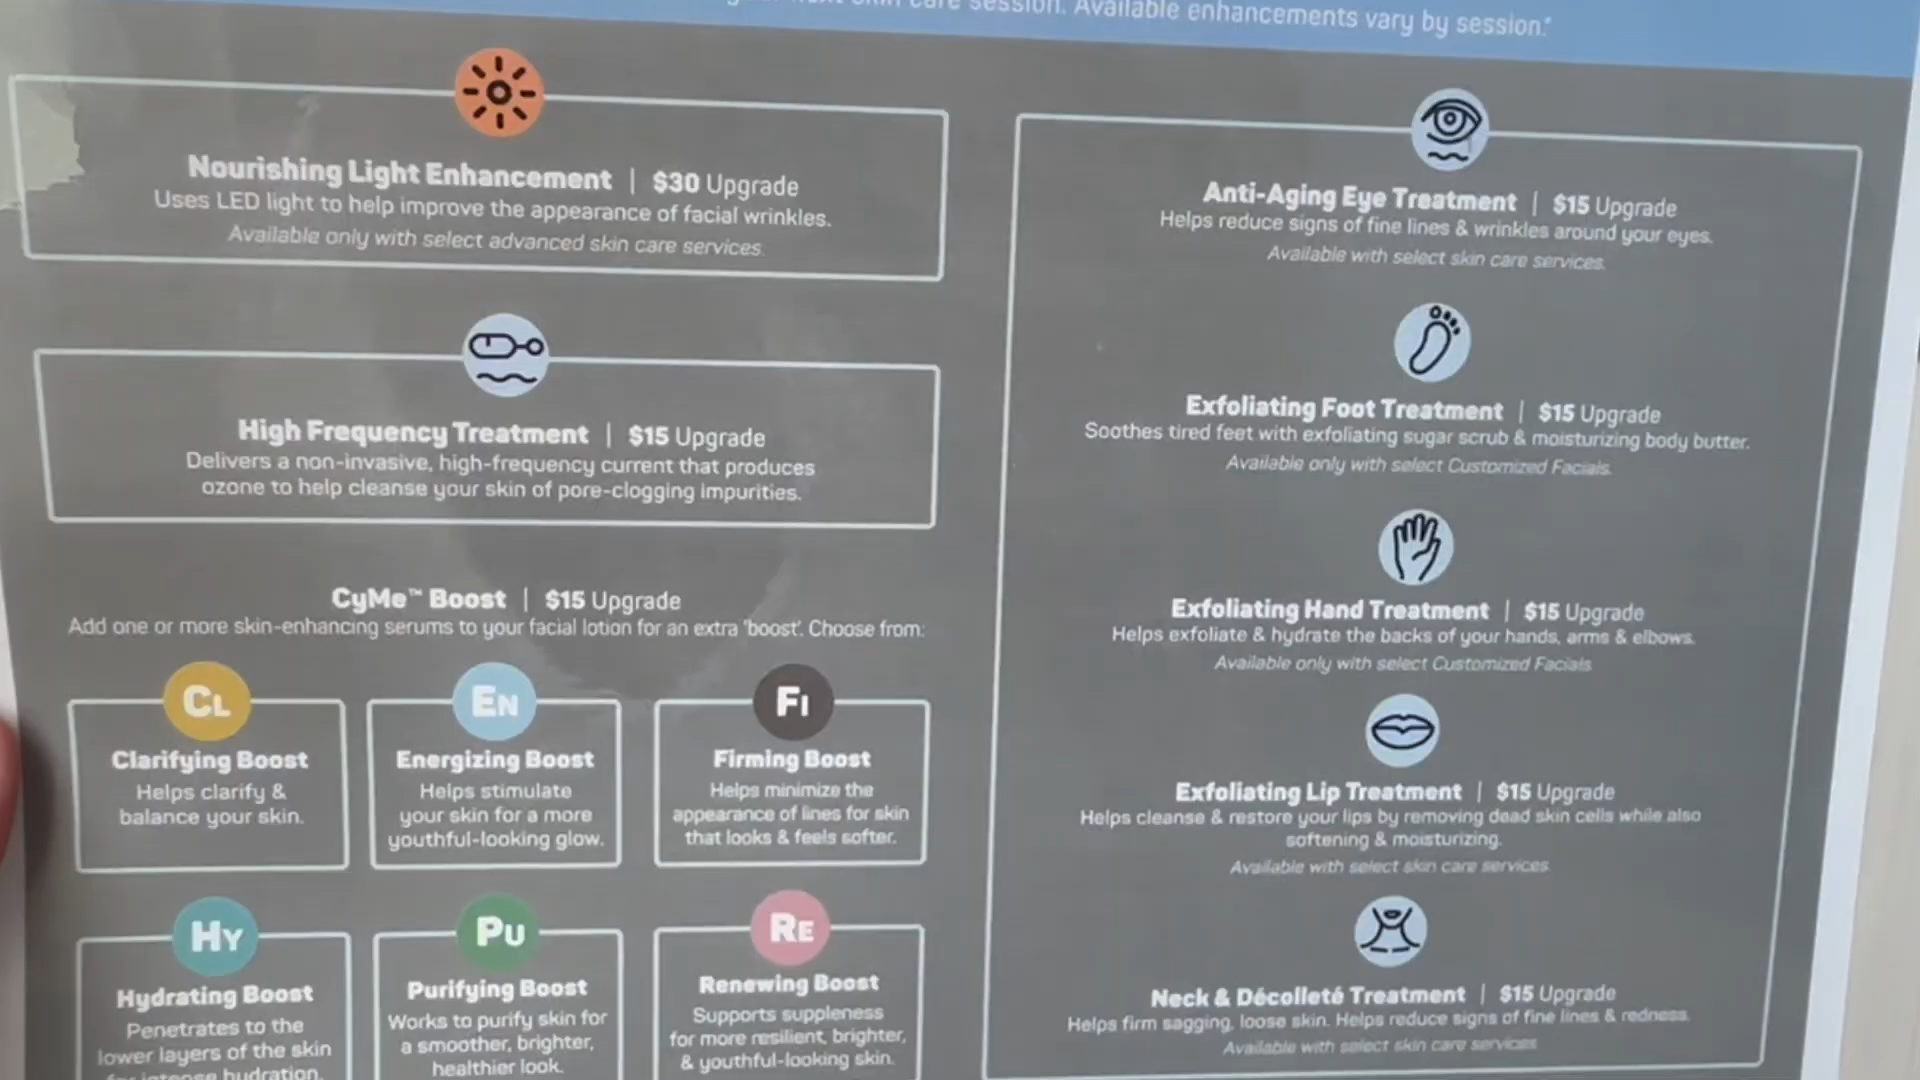 next skin care session. Available enhancements vary by session.*
Nourishing Light Enhancement | $30 Upgrade
Uses LED light to help improve the appearance of facial wrinkles.
Available only with select advanced skin care services.
High Frequency Treatment | $15 Upgrade
Delivers a non-invasive, high-frequency current that produces
ozone to help cleanse your skin of pore-clogging impurities.
CyMe™ Boost | $15 Upgrade
Add one or more skin-enhancing serums to your facial lotion for an extra 'boost'. Choose from:
CL
Clarifying Boost
Helps clarify &
balance your skin.
EN
Energizing Boost
Helps stimulate
your skin for a more
youthful-looking glow.
FI
Firming Boost
Helps minimize the
appearance of lines for skin
that looks & feels softer.
HY
Hydrating Boost
Penetrates to the
lower layers of the skin
for intense hydration.
PU
Purifying Boost
Works to purify skin for
a smoother, brighter,
healthier look.
RE
Renewing Boost
Supports suppleness
for more resilient, brighter,
& youthful-looking skin.
Anti-Aging Eye Treatment | $15 Upgrade
Helps reduce signs of fine lines & wrinkles around your eyes.
Available with select skin care services.
Exfoliating Foot Treatment | $15 Upgrade
Soothes tired feet with exfoliating sugar scrub & moisturizing body butter.
Available only with select Customized Facials.
Exfoliating Hand Treatment | $15 Upgrade
Helps exfoliate & hydrate the backs of your hands, arms & elbows.
Available only with select Customized Facials
Exfoliating Lip Treatment | $15 Upgrade
Helps cleanse & restore your lips by removing dead skin cells while also
softening & moisturizing.
Available with select skin care services
Neck & Décolleté Treatment | $15 Upgrade
Helps firm sagging, loose skin. Helps reduce signs of fine lines & redness.
Available with select skin care services